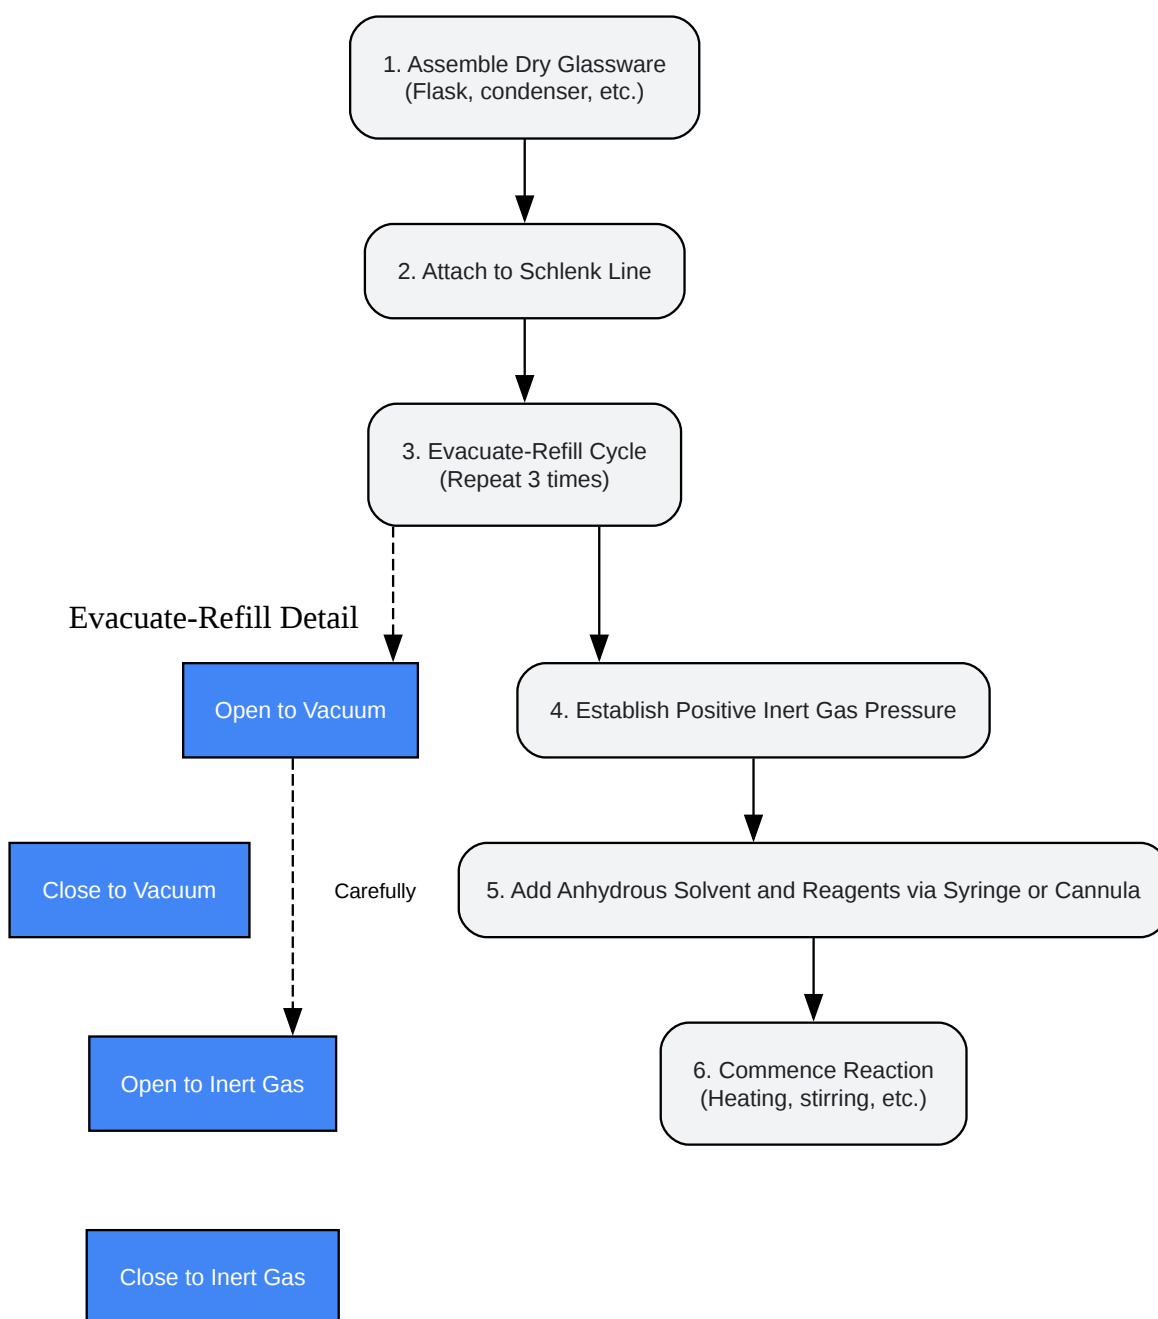 1. Assemble Dry Glassware
(Flask, condenser, etc.)
2. Attach to Schlenk Line
3. Evacuate-Refill Cycle
(Repeat 3 times)
Evacuate-Refill Detail
Open to Vacuum
4. Establish Positive Inert Gas Pressure
Close to Vacuum
Carefully
5. Add Anhydrous Solvent and Reagents via Syringe or Cannula
Open to Inert Gas
6. Commence Reaction
(Heating, stirring, etc.)
Close to Inert Gas